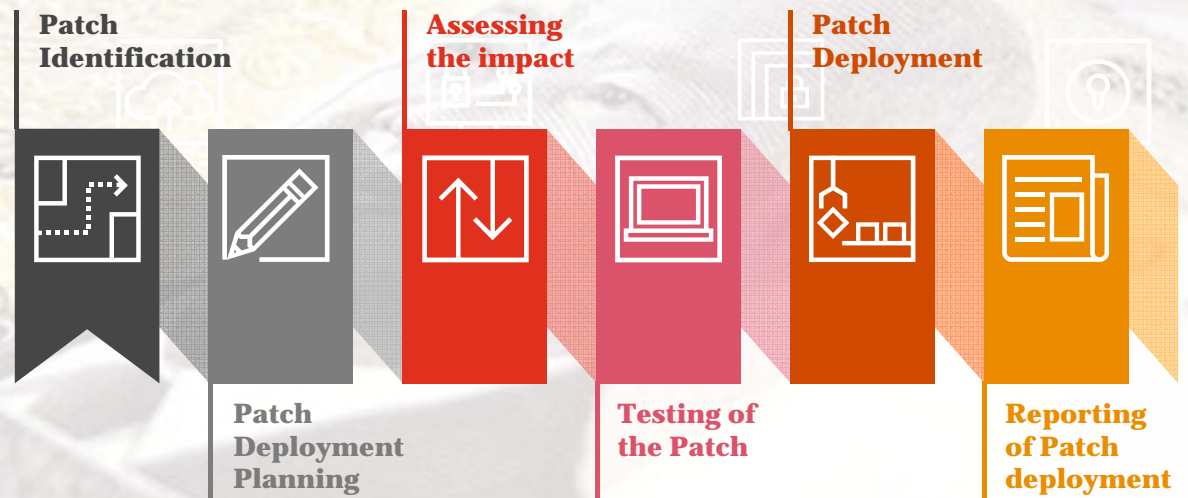 Patch
Identification
Patch
Deployment
Planning
Assessing
the impact
Testing of
the Patch
Patch
Deployment
Reporting
of Patch
deployment